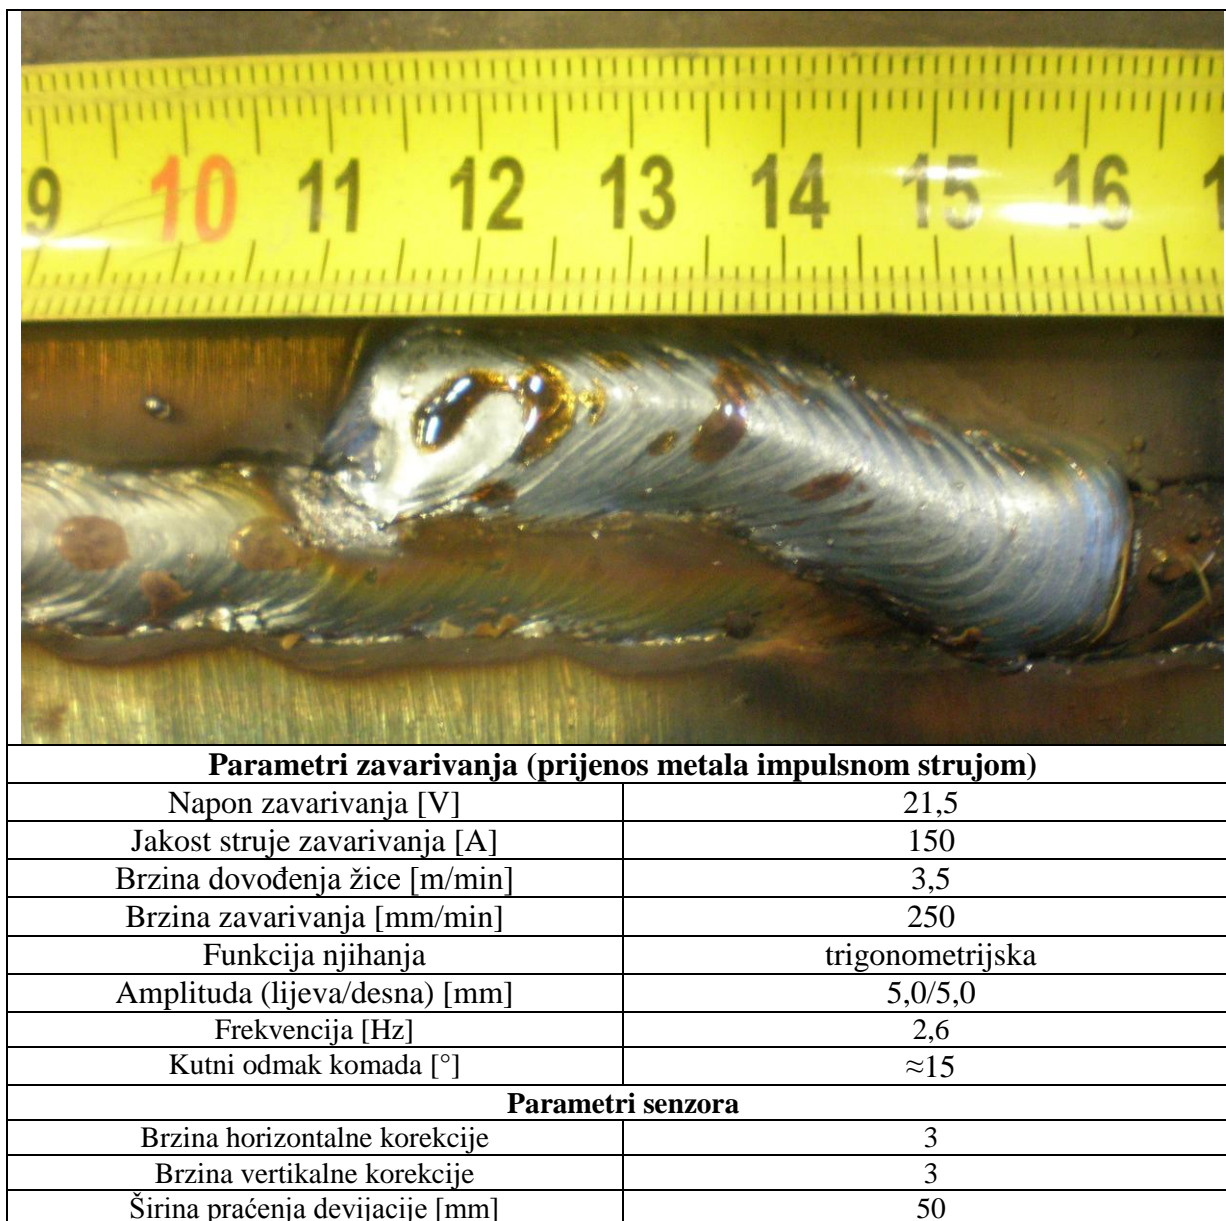 9 10 11 12 13 14 15 16 1
Parametri zavarivanja (prijenos metala impulsnom strujom)
Napon zavarivanja [V] 21,5
Jakost struje zavarivanja [A] 150
Brzina dovođenja žice [m/min] 3,5
Brzina zavarivanja [mm/min] 250
Funkcija njihanja trigonometrijska
Amplituda (lijeva/desna) [mm] 5,0/5,0
Frekvencija [Hz] 2,6
Kutni odmak komada [°] ≈15
Parametri senzora
Brzina horizontalne korekcije 3
Brzina vertikalne korekcije 3
Širina praćenja devijacije [mm] 50